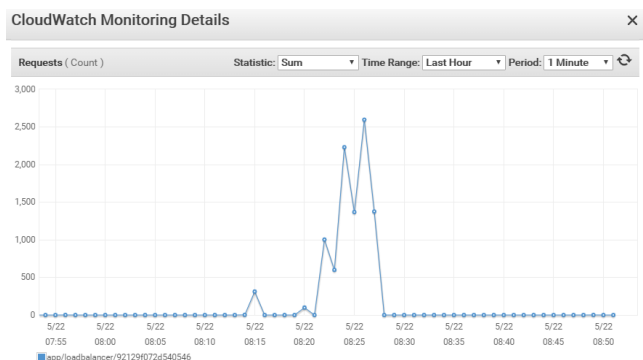 CloudWatch Monitoring Details ×
Requests ( Count ) Statistic: Sum Time Range: Last Hour Period: 1 Minute
3,000
2,500
2,000
1,500
1,000
500
0
5/22 5/22 5/22 5/22 5/22 5/22 5/22 5/22 5/22 5/22 5/22 5/22
07:55 08:00 08:05 08:10 08:15 08:20 08:25 08:30 08:35 08:40 08:45 08:50
app/loadbalancer/92129f072d540546